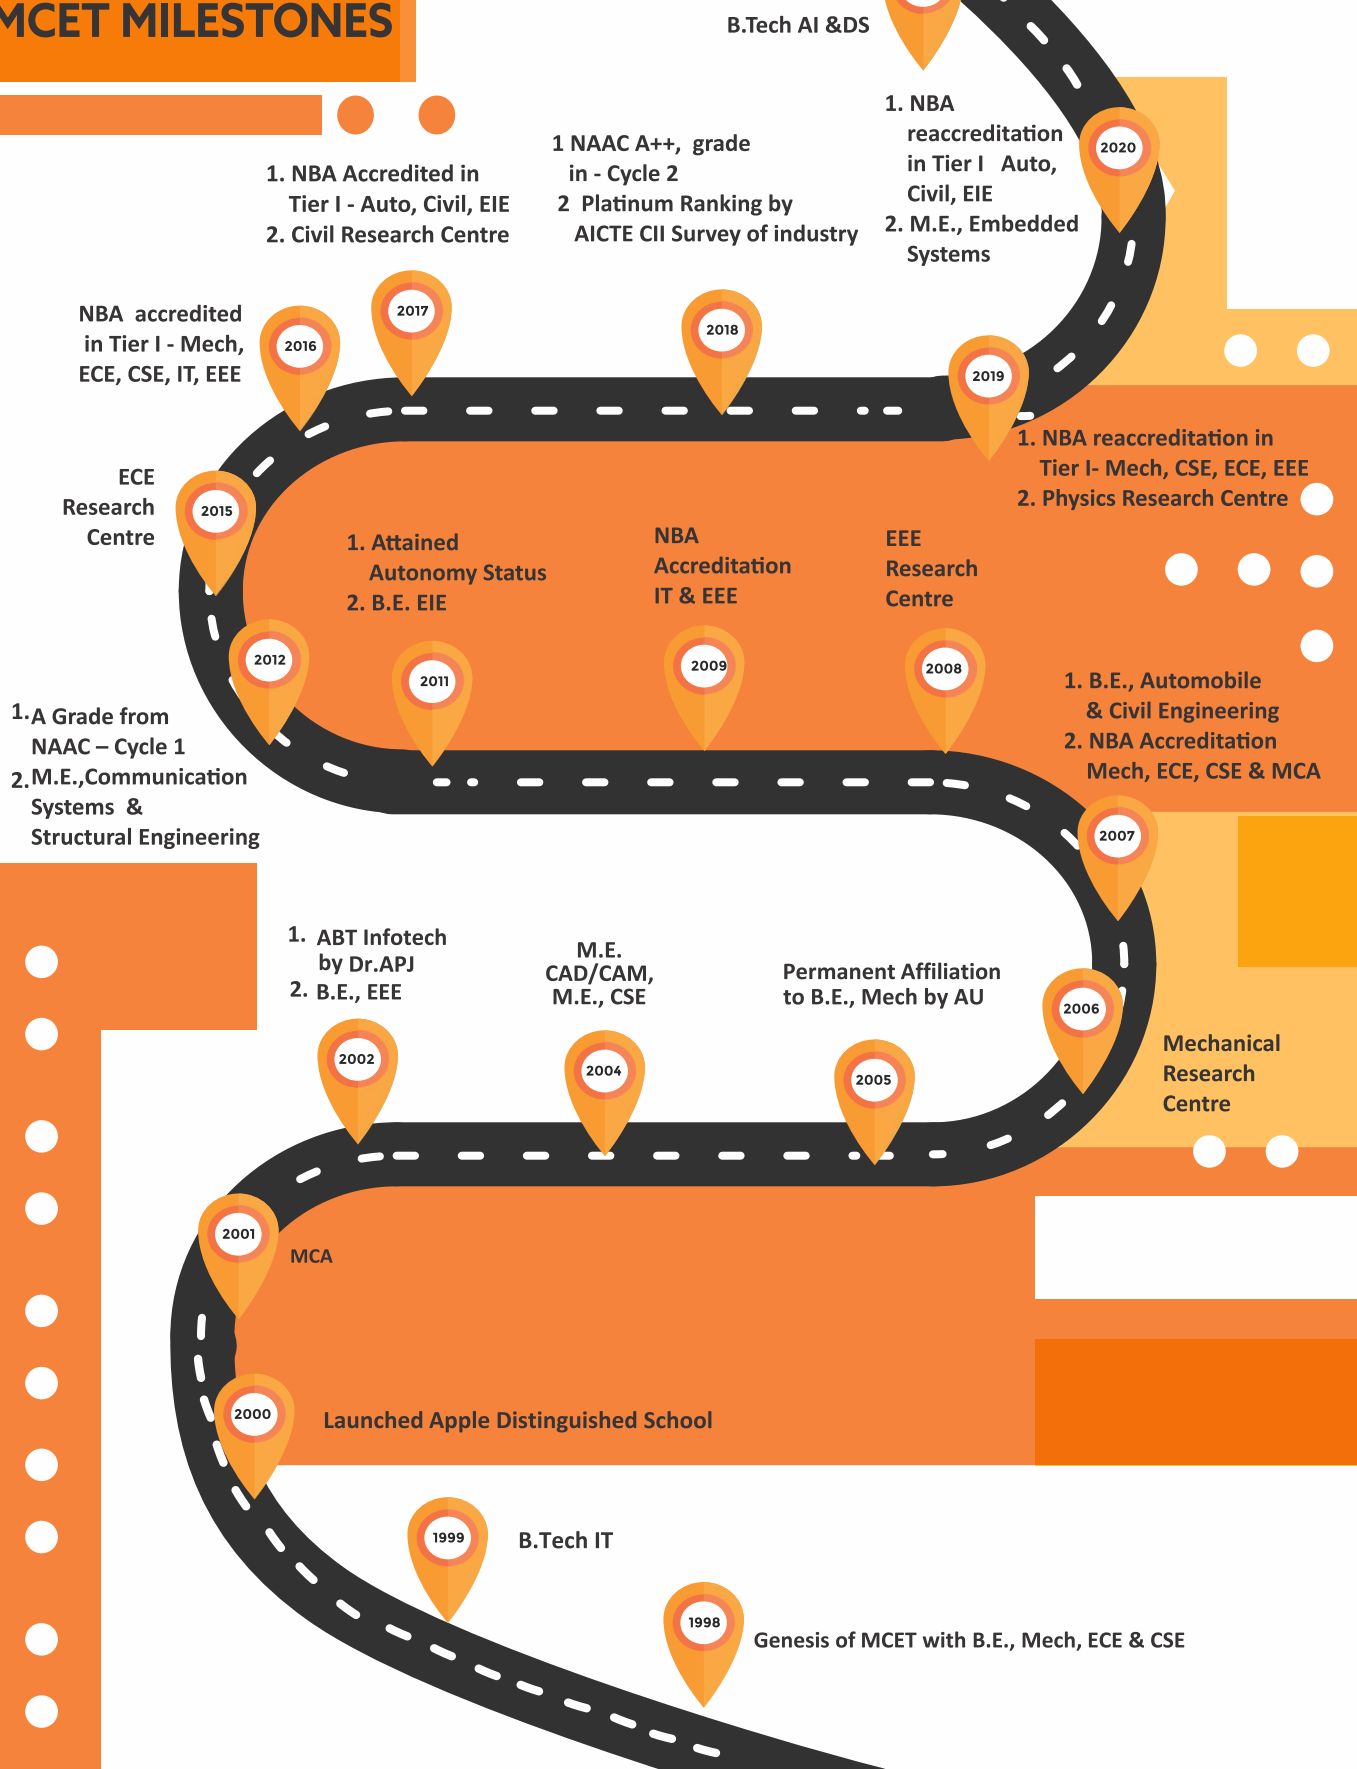 MCET MILESTONES
B.Tech AI &DS
1. NBA
reaccreditation
in Tier I Auto,
Civil, EIE
2. M.E., Embedded
Systems
2020
1 NAAC A++, grade
in - Cycle 2
2 Platinum Ranking by
AICTE CII Survey of industry
1. NBA Accredited in
Tier I - Auto, Civil, EIE
2. Civil Research Centre
NBA accredited
in Tier I - Mech,
ECE, CSE, IT, EEE
2016
2017
2018
2019
1. NBA reaccreditation in
Tier I- Mech, CSE, ECE, EEE
2. Physics Research Centre
ECE
Research
Centre
2015
1. Attained
Autonomy Status
2. B.E. EIE
NBA
Accreditation
IT & EEE
EEE
Research
Centre
2012
2011
2009
2008
1. A Grade from
NAAC – Cycle 1
2. M.E.,Communication
Systems &
Structural Engineering
1. B.E., Automobile
& Civil Engineering
2. NBA Accreditation
Mech, ECE, CSE & MCA
2007
1. ABT Infotech
by Dr.APJ
2. B.E., EEE
M.E.
CAD/CAM,
M.E., CSE
Permanent Affiliation
to B.E., Mech by AU
2002
2004
2005
2006
Mechanical
Research
Centre
2001
MCA
2000
Launched Apple Distinguished School
1999
B.Tech IT
1998
Genesis of MCET with B.E., Mech, ECE & CSE